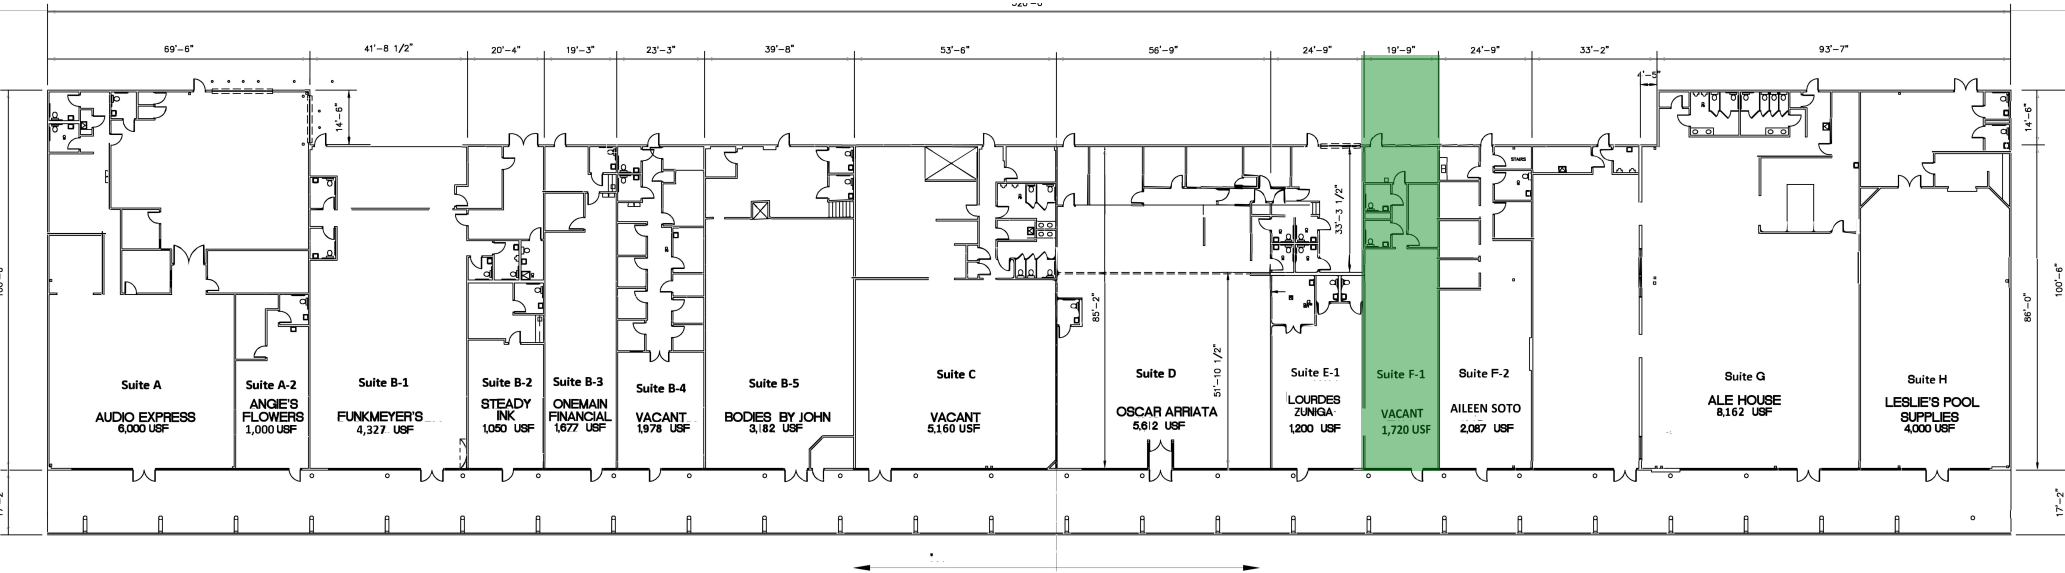 69'-6"
41'-8 1/2"
20'-4"
19'-3"
23'-3"
39'-8"
53'-6"
56'-9"
24'-9"
19'-9"
24'-9"
33'-2"
93'-7"
14'-6"
14'-6"
STAIRS
33'-3 1/2"
85'-2"
51'-10 1/2"
100'-6"
86'-0"
17'-2"
Suite A
AUDIO EXPRESS
6,000 USF
Suite A-2
ANGIE'S
FLOWERS
1,000 USF
Suite B-1
FUNKMEYER'S
4,327 USF
Suite B-2
STEADY
INK
1,050 USF
Suite B-3
ONEMAIN
FINANCIAL
1,677 USF
Suite B-4
VACANT
1,978 USF
Suite B-5
BODIES BY JOHN
3,182 USF
Suite C
VACANT
5,160 USF
Suite D
OSCAR ARRIATA
5,612 USF
Suite E-1
LOURDES
ZUNIGA
1,200 USF
Suite F-1
VACANT
1,720 USF
Suite F-2
AILEEN SOTO
2,087 USF
Suite G
ALE HOUSE
8,162 USF
Suite H
LESLIE'S POOL
SUPPLIES
4,000 USF